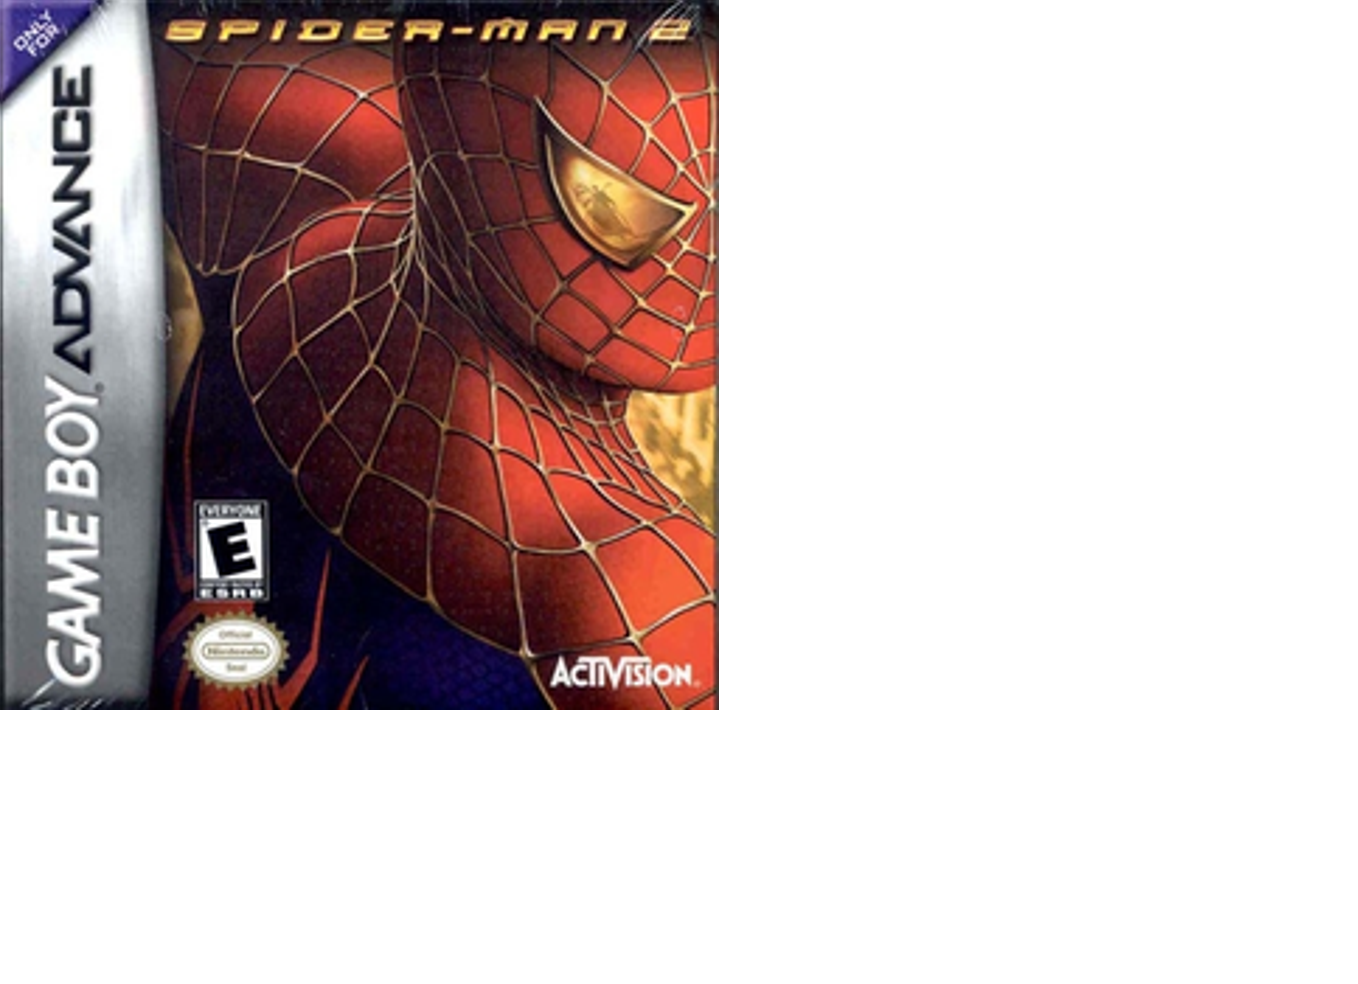 ONLY
FOR
SPIDER-MAN 2
GAME BOY ADVANCE
EVERYONE
E
ESRB
Official
Nintendo
Seal
ACTIVISION